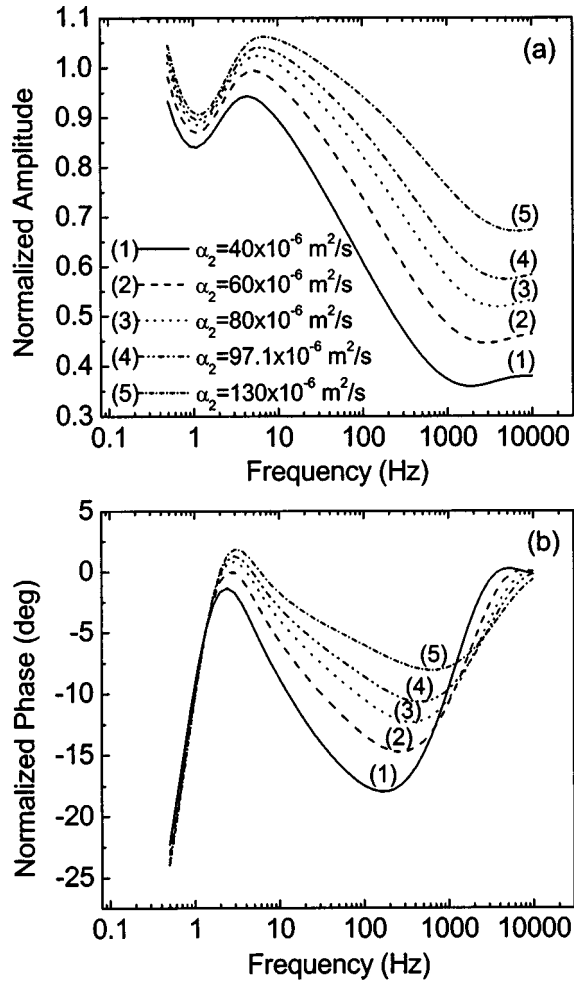 (a)
1.1
1.0
0.9
0.8
0.7
0.6
0.5
0.4
0.3
Normalized Amplitude
(1) α₂=40x10⁻⁶ m²/s
(2) α₂=60x10⁻⁶ m²/s
(3) α₂=80x10⁻⁶ m²/s
(4) α₂=97.1x10⁻⁶ m²/s
(5) α₂=130x10⁻⁶ m²/s
(5)
(4)
(3)
(2)
(1)
0.1 1 10 100 1000 10000
Frequency (Hz)
(b)
5
0
-5
-10
-15
-20
-25
Normalized Phase (deg)
(5)
(4)
(3)
(2)
(1)
0.1 1 10 100 1000 10000
Frequency (Hz)